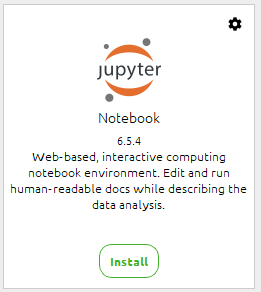 jupyter
Notebook
6.5.4
Web-based, interactive computing
notebook environment. Edit and run
human-readable docs while describing the
data analysis.
Install